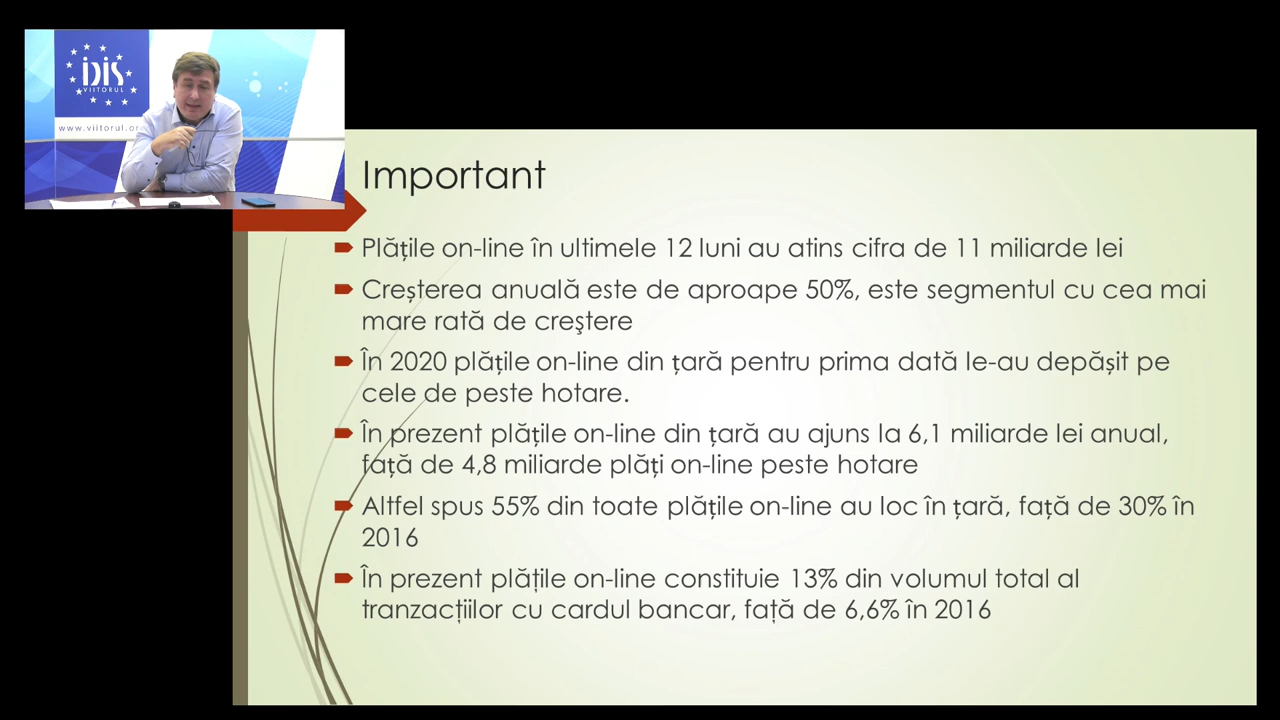 iDiS
VIITORUL
www.viitorul.or
Important
Plățile on-line în ultimele 12 luni au atins cifra de 11 miliarde lei
Creșterea anuală este de aproape 50%, este segmentul cu cea mai
mare rată de creştere
În 2020 plățile on-line din țară pentru prima dată le-au depășit pe
cele de peste hotare.
În prezent plățile on-line din țară au ajuns la 6,1 miliarde lei anual,
față de 4,8 miliarde plăți on-line peste hotare
Altfel spus 55% din toate plățile on-line au loc în țară, față de 30% în
2016
În prezent plățile on-line constituie 13% din volumul total al
tranzacțiilor cu cardul bancar, față de 6,6% în 2016